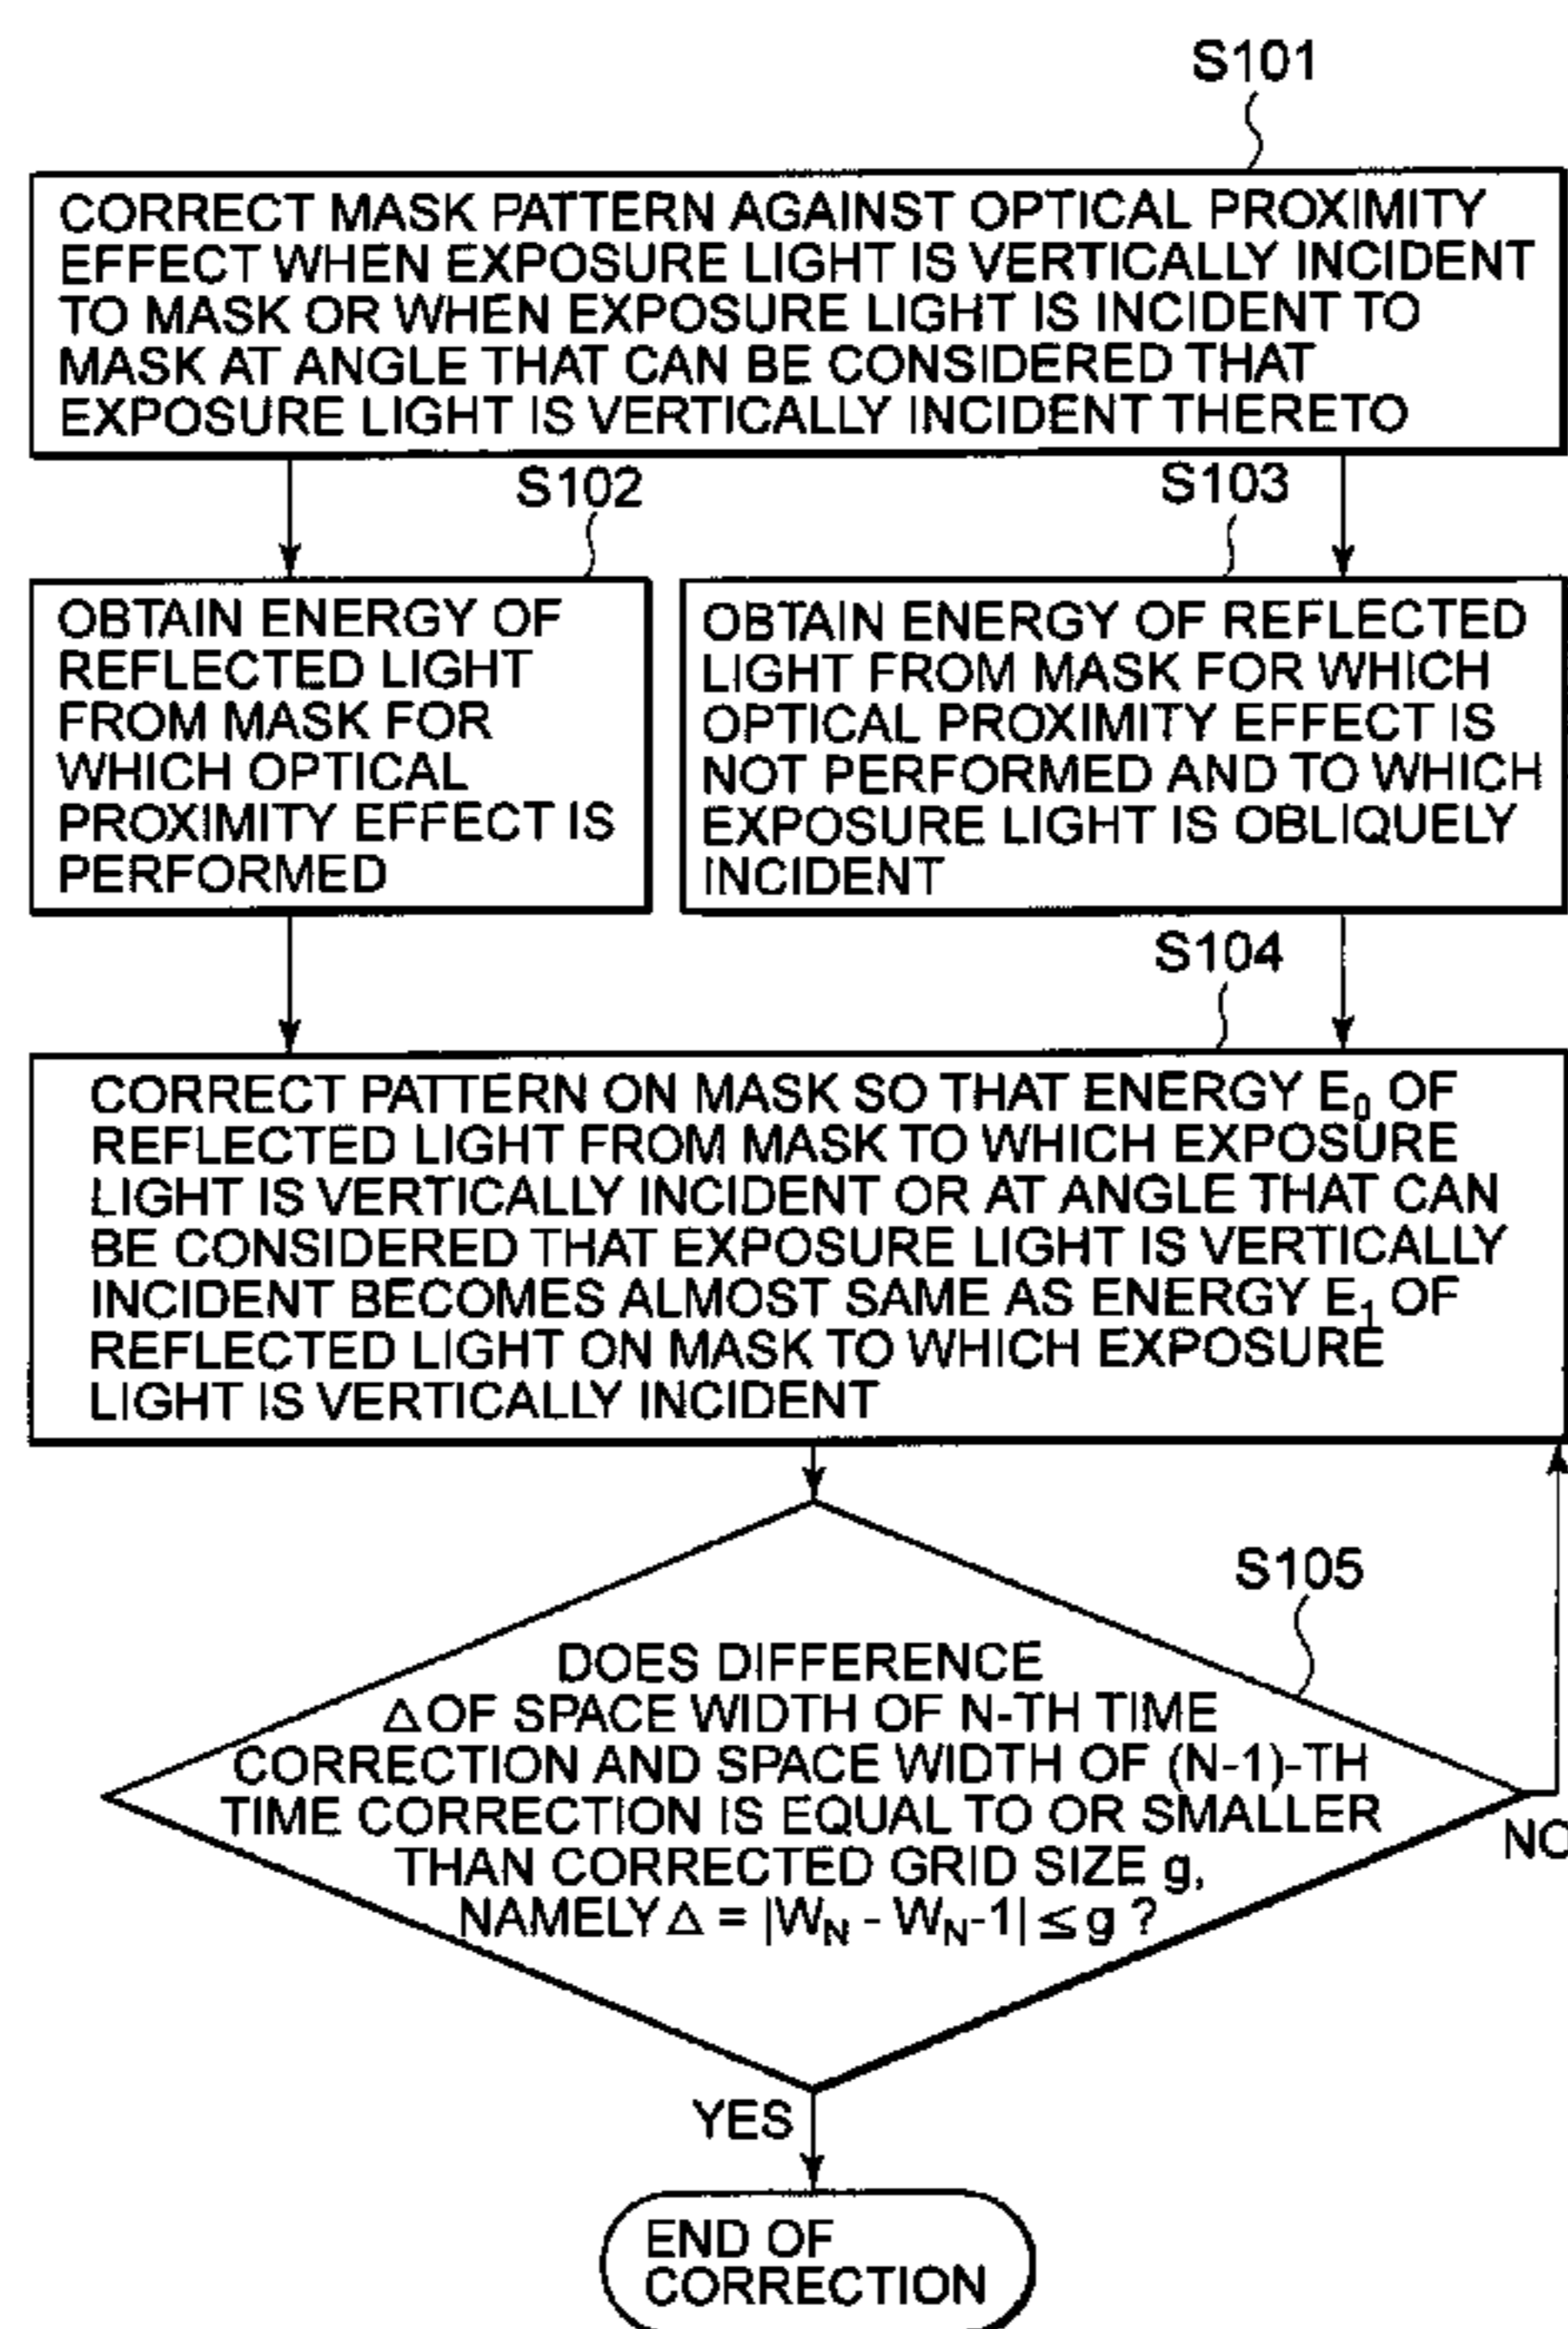 S101
CORRECT MASK PATTERN AGAINST OPTICAL PROXIMITY
EFFECT WHEN EXPOSURE LIGHT IS VERTICALLY INCIDENT
TO MASK OR WHEN EXPOSURE LIGHT IS INCIDENT TO
MASK AT ANGLE THAT CAN BE CONSIDERED THAT
EXPOSURE LIGHT IS VERTICALLY INCIDENT THERETO
S102
OBTAIN ENERGY OF
REFLECTED LIGHT
FROM MASK FOR
WHICH OPTICAL
PROXIMITY EFFECT IS
PERFORMED
S103
OBTAIN ENERGY OF REFLECTED
LIGHT FROM MASK FOR WHICH
OPTICAL PROXIMITY EFFECT IS
NOT PERFORMED AND TO WHICH
EXPOSURE LIGHT IS OBLIQUELY
INCIDENT
S104
CORRECT PATTERN ON MASK SO THAT ENERGY E₀ OF
REFLECTED LIGHT FROM MASK TO WHICH EXPOSURE
LIGHT IS VERTICALLY INCIDENT OR AT ANGLE THAT CAN
BE CONSIDERED THAT EXPOSURE LIGHT IS VERTICALLY
INCIDENT BECOMES ALMOST SAME AS ENERGY E₁ OF
REFLECTED LIGHT ON MASK TO WHICH EXPOSURE
LIGHT IS VERTICALLY INCIDENT
S105
DOES DIFFERENCE
Δ OF SPACE WIDTH OF N-TH TIME
CORRECTION AND SPACE WIDTH OF (N-1)-TH
TIME CORRECTION IS EQUAL TO OR SMALLER
THAN CORRECTED GRID SIZE g,
NAMELY Δ = |W_N - W_N-1| ≤ g ?
NO
YES
END OF
CORRECTION